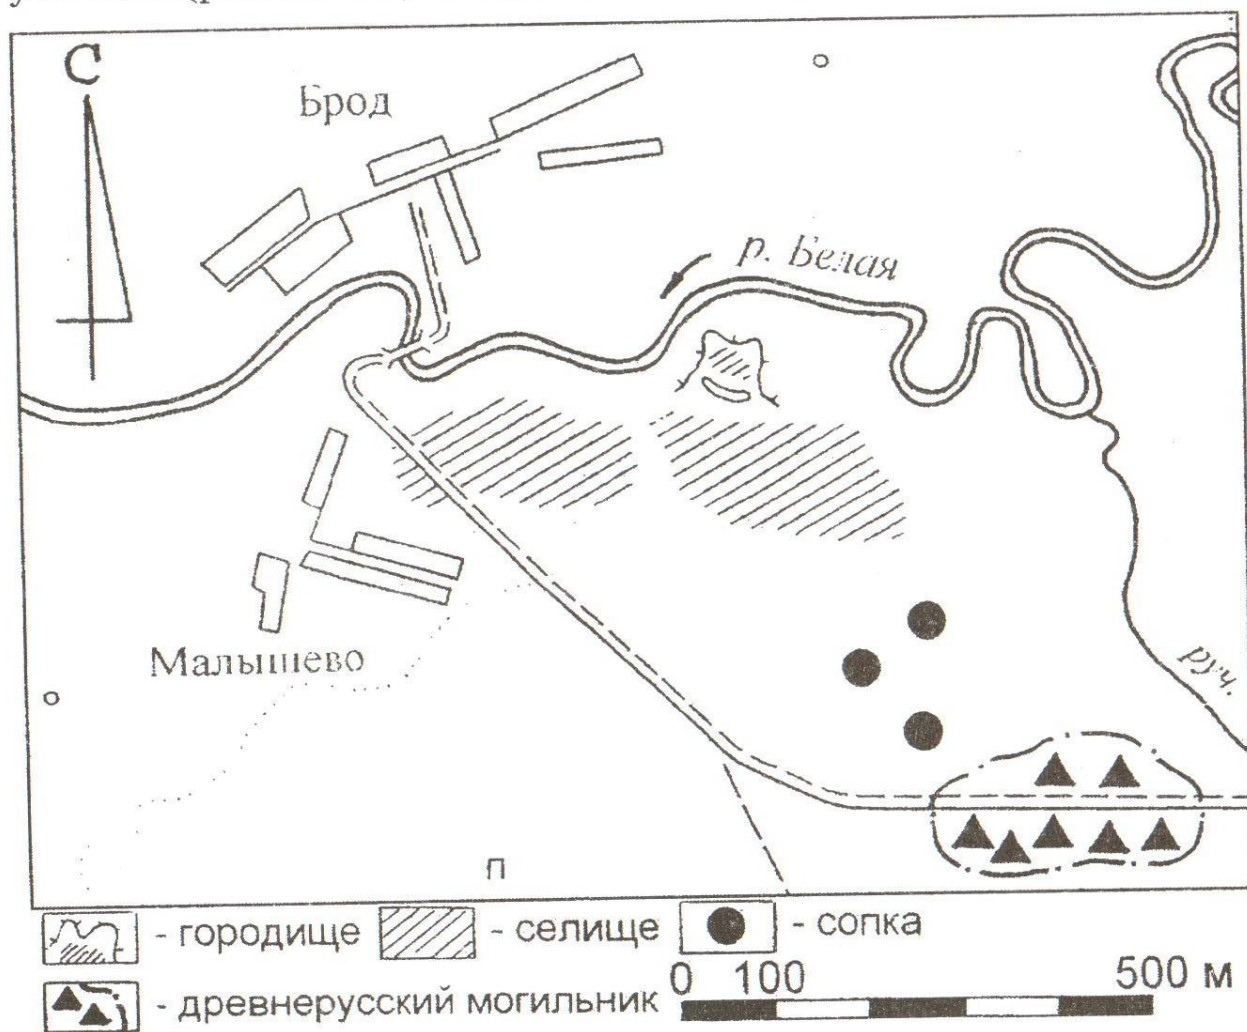 С
Брод
р. Белая
Малышево
руч.
П
- городище
- селище
- сопка
- древнерусский могильник
0 100 500 м